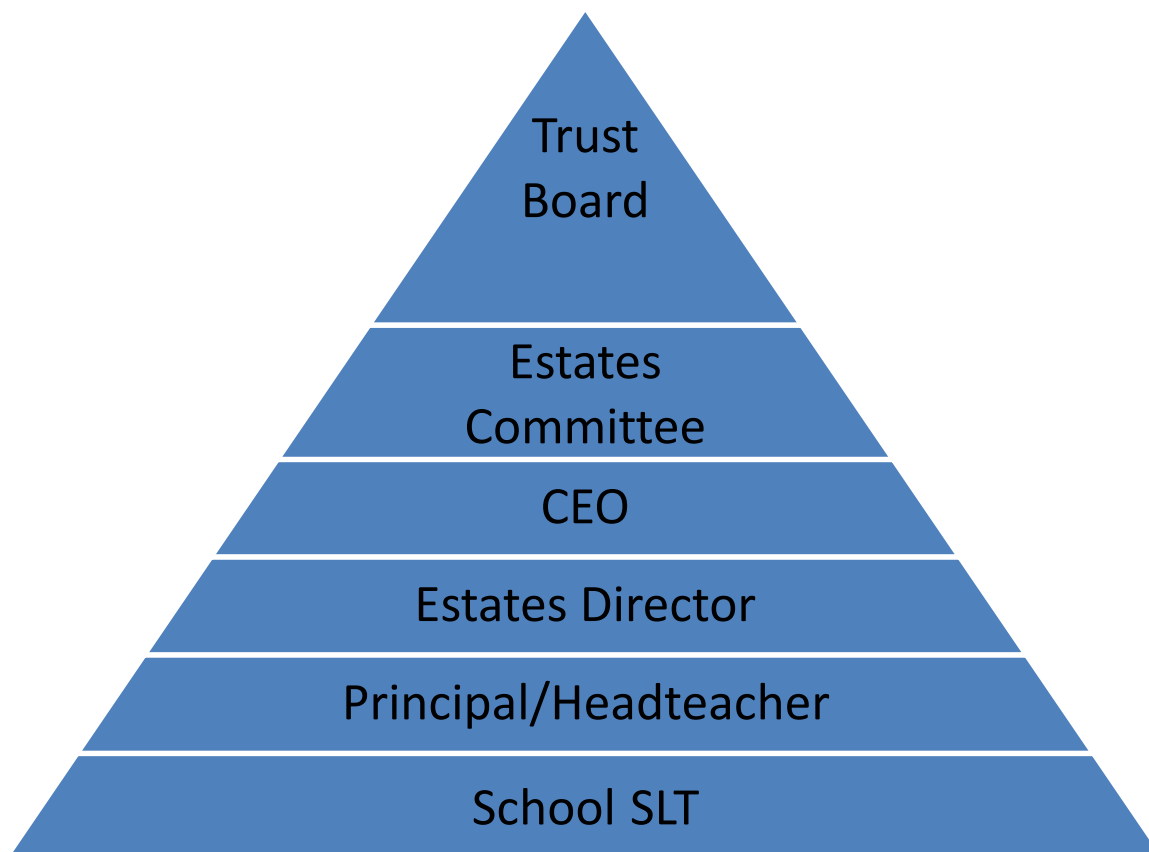 Trust
Board
Estates
Committee
CEO
Estates Director
Principal/Headteacher
School SLT